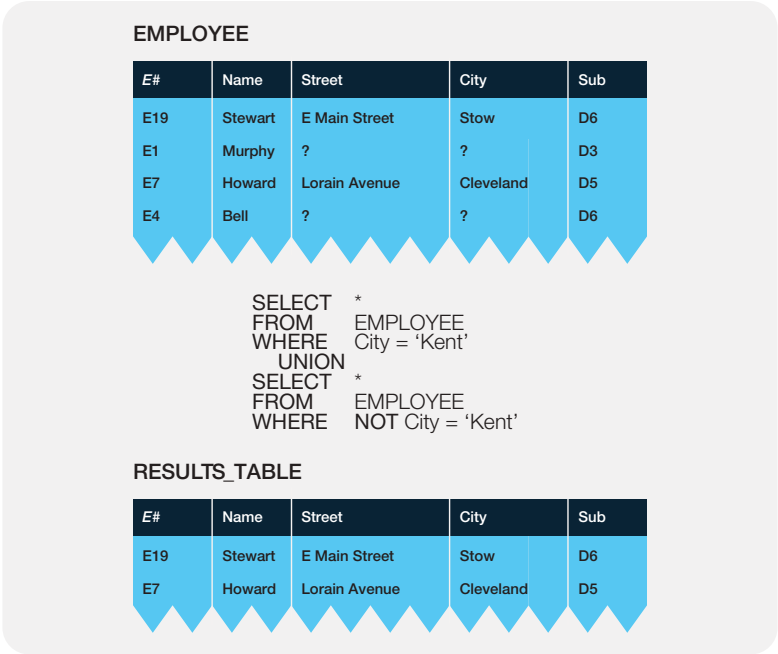 EMPLOYEE
E# Name Street City Sub
E19 Stewart E Main Street Stow D6
E1 Murphy ? ? D3
E7 Howard Lorain Avenue Cleveland D5
E4 Bell ? ? D6
SELECT *
FROM EMPLOYEE
WHERE City = ‘Kent’
UNION
SELECT *
FROM EMPLOYEE
WHERE NOT City = ‘Kent’
RESULTS_TABLE
E# Name Street City Sub
E19 Stewart E Main Street Stow D6
E7 Howard Lorain Avenue Cleveland D5